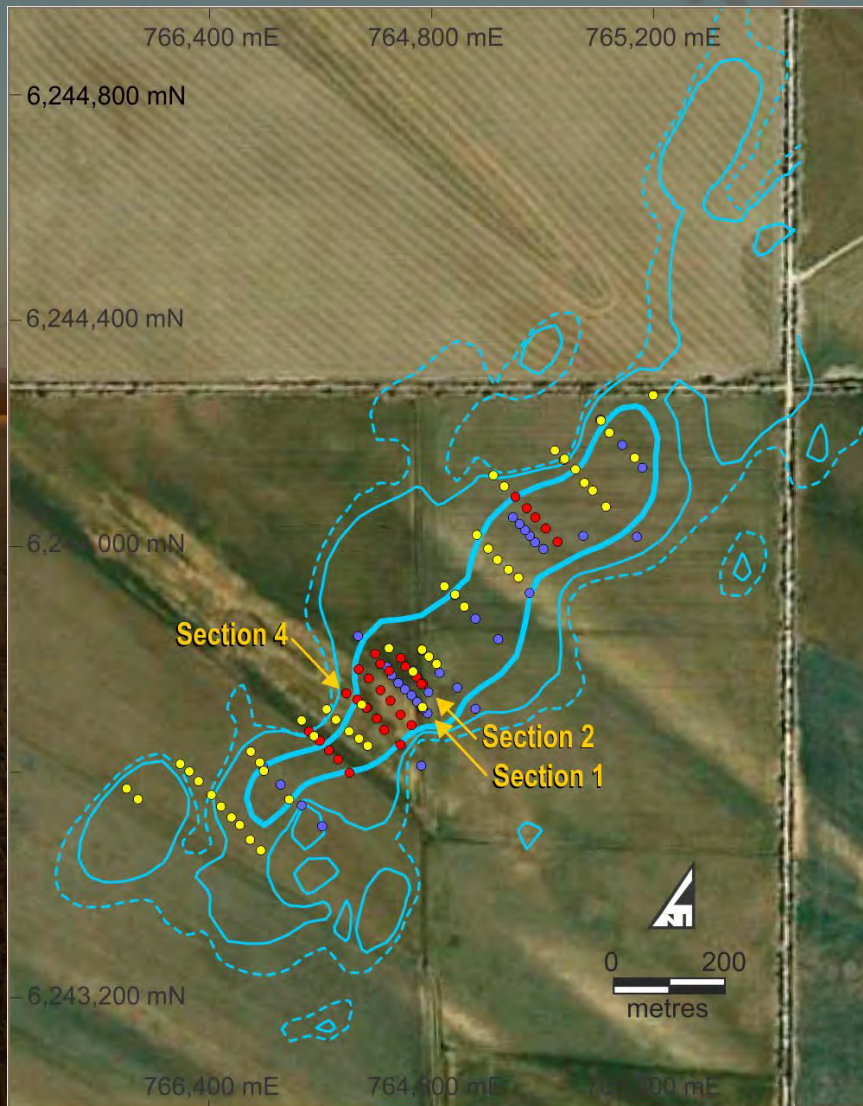 766,400 mE 764,800 mE 765,200 mE
6,244,800 mN
6,244,400 mN
000 mN
Section 4
Section 2
Section 1
N
0 200
metres
6,243,200 mN
766,400 mE 764,800 mE mE